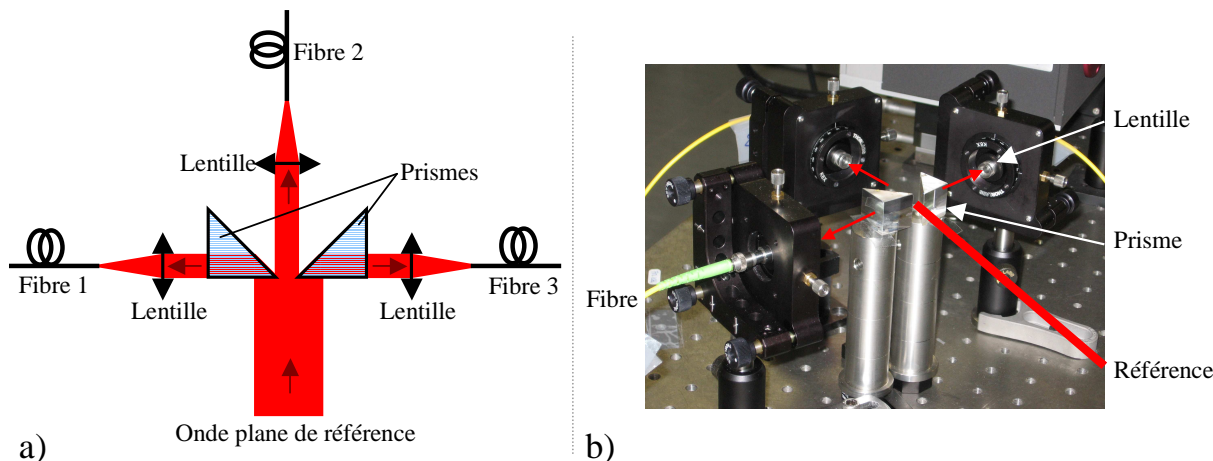 Fibre 2
Lentille
Prismes
Fibre 1
Lentille
Lentille
Fibre 3
Onde plane de référence
a)
b)
Lentille
Prisme
Fibre
Référence